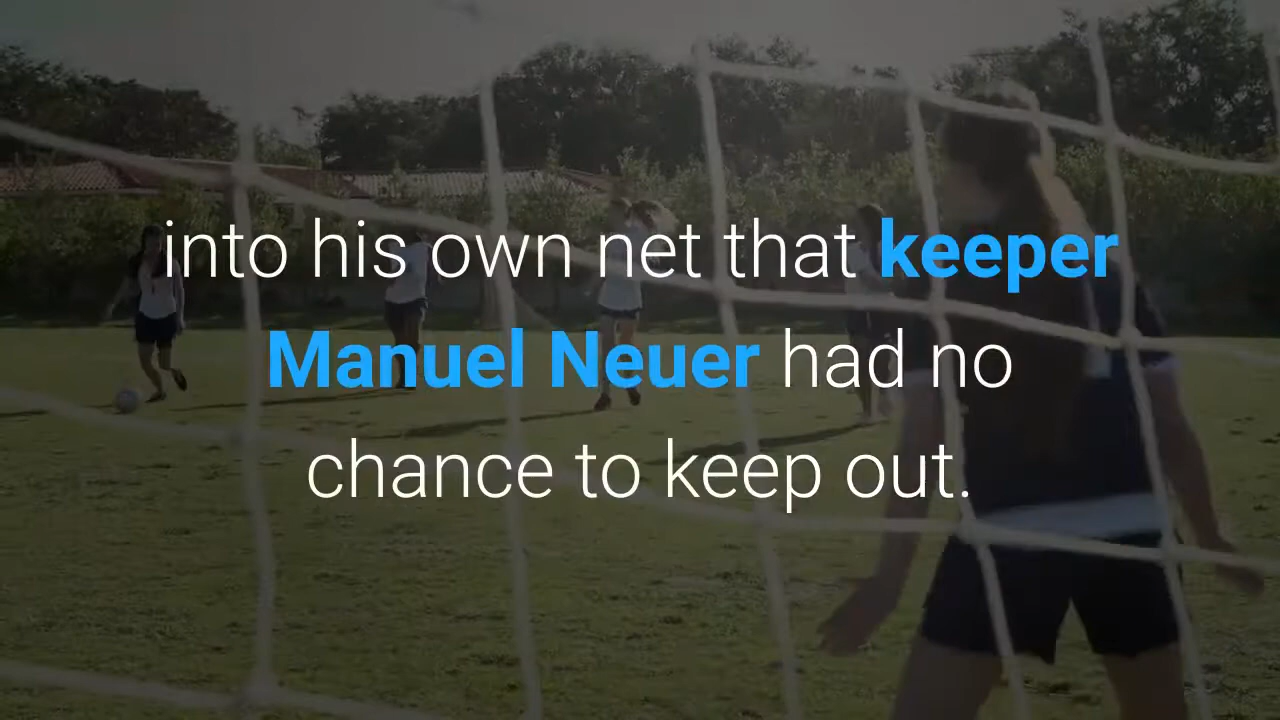 into his own net that keeper
Manuel Neuer had no
chance to keep out.